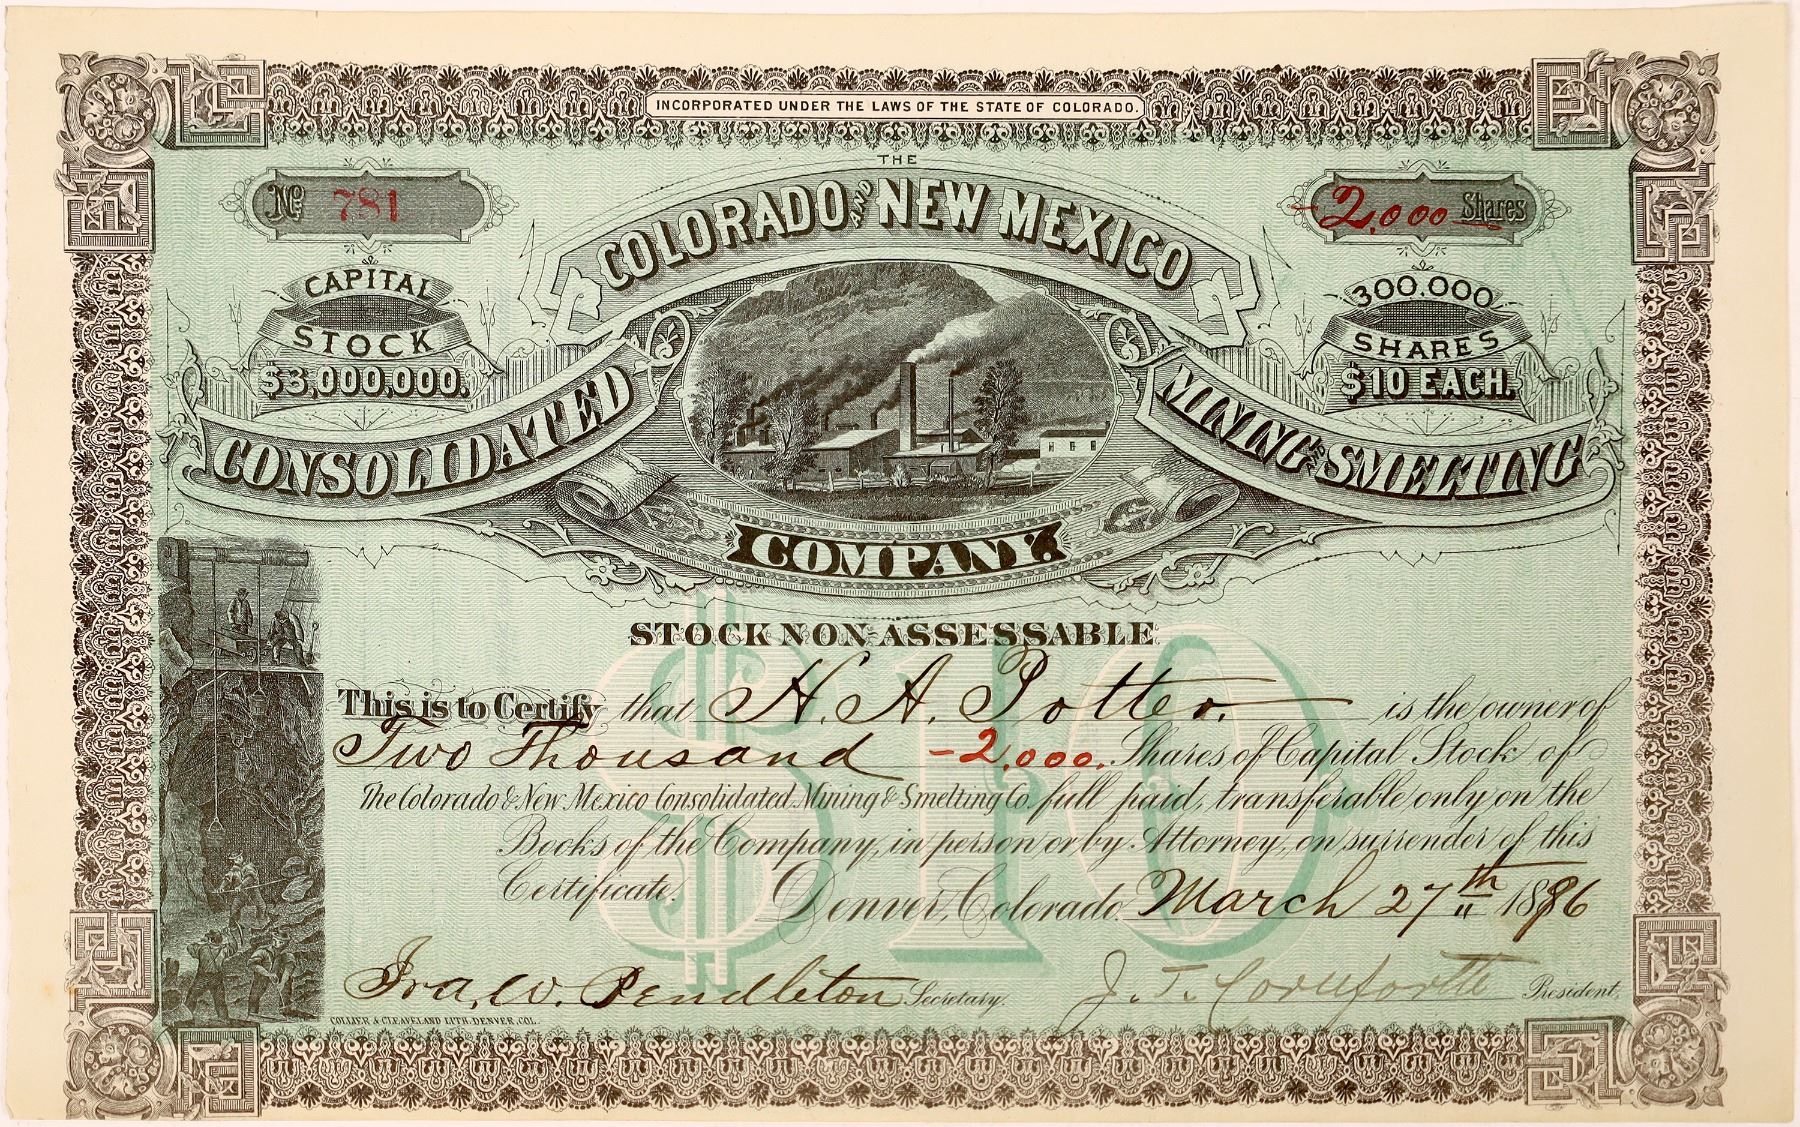 INCORPORATED UNDER THE LAWS OF THE STATE OF COLORADO.
No. 781
2,000 Shares
THE
COLORADO AND NEW MEXICO
CONSOLIDATED MINING AND SMELTING
COMPANY.
CAPITAL
STOCK
$3,000,000.
300,000
SHARES
$10 EACH.
STOCK NON-ASSESSABLE
$10
This is to Certify that H. A. Potter. is the owner of
Two Thousand -2,000. Shares of Capital Stock of
The Colorado & New Mexico Consolidated Mining & Smelting Co. full paid, transferable only on the
Books of the Company, in person or by Attorney, on surrender of this
Certificate.
Denver, Colorado, March 27th 1886
Ira, W. Pendleton Secretary.
J. T. Cornforth President.
COLLIER & CLEAVELAND LITH. DENVER, COL.